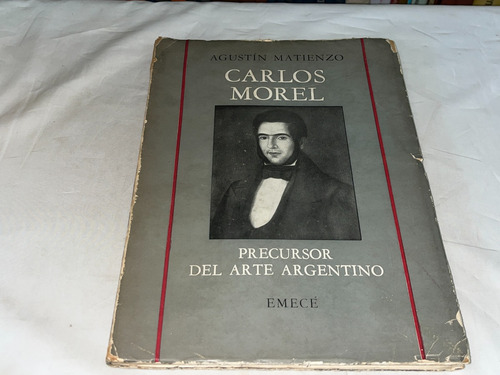 AGUSTÍN MATIENZO
CARLOS
MOREL
PRECURSOR
DEL ARTE ARGENTINO
EMECÉ